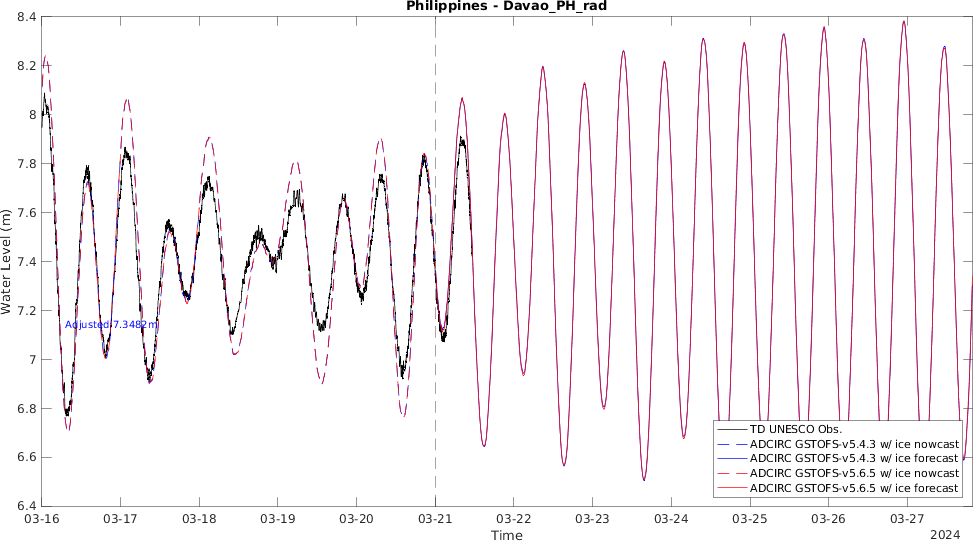 Philippines - Davao_PH_rad
Water Level (m)
8.4
8.2
8
7.8
7.6
7.4
7.2
7
6.8
6.6
6.4
Adjusted-7.3482m
TD UNESCO Obs.
ADCIRC GSTOFS-v5.4.3 w/ ice nowcast
ADCIRC GSTOFS-v5.4.3 w/ ice forecast
ADCIRC GSTOFS-v5.6.5 w/ ice nowcast
ADCIRC GSTOFS-v5.6.5 w/ ice forecast
03-16 03-17 03-18 03-19 03-20 03-21 03-22 03-23 03-24 03-25 03-26 03-27
Time
2024